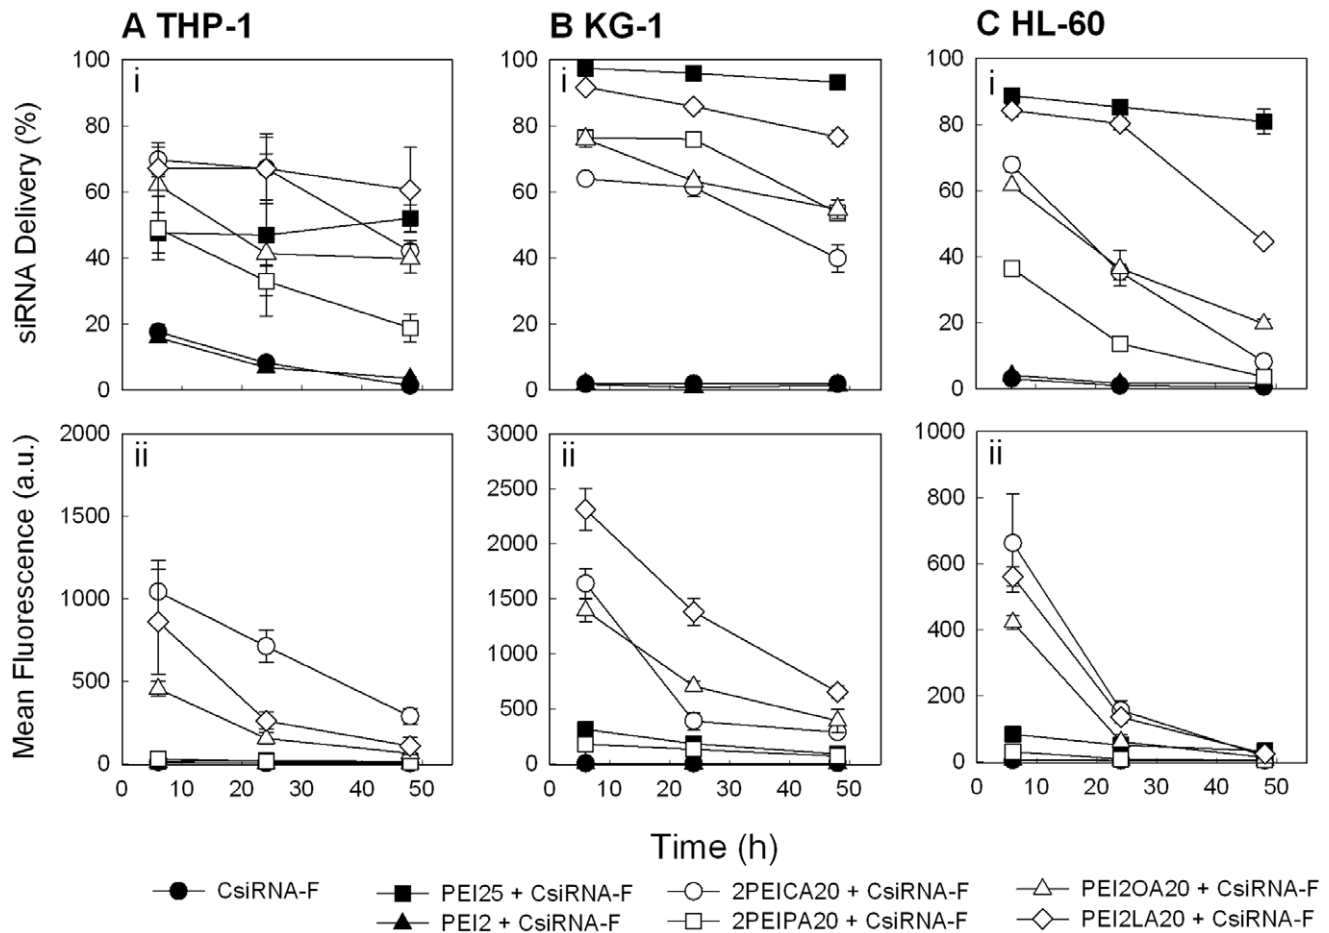 A THP-1
B KG-1
C HL-60
siRNA Delivery (%)
i
100
80
60
40
20
0
i
100
80
60
40
20
0
i
100
80
60
40
20
0
Mean Fluorescence (a.u.)
ii
2000
1500
1000
500
0
0 10 20 30 40 50
ii
3000
2500
2000
1500
1000
500
0
0 10 20 30 40 50
ii
1000
800
600
400
200
0
0 10 20 30 40 50
Time (h)
CsiRNA-F
PEI25 + CsiRNA-F
PEI2 + CsiRNA-F
2PEICA20 + CsiRNA-F
2PEIPA20 + CsiRNA-F
PEI2OA20 + CsiRNA-F
PEI2LA20 + CsiRNA-F